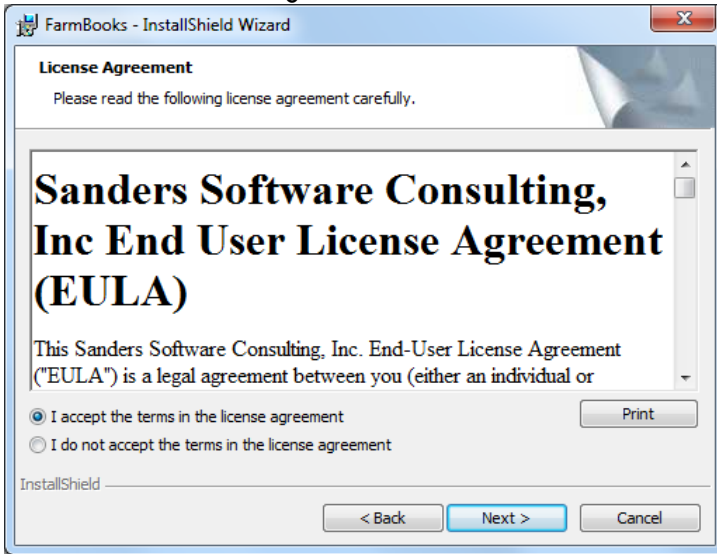 FarmBooks - InstallShield Wizard
License Agreement
Please read the following license agreement carefully.
Sanders Software Consulting,
Inc End User License Agreement
(EULA)
This Sanders Software Consulting, Inc. End-User License Agreement
("EULA") is a legal agreement between you (either an individual or
I accept the terms in the license agreement
Print
I do not accept the terms in the license agreement
InstallShield
< Back
Next >
Cancel